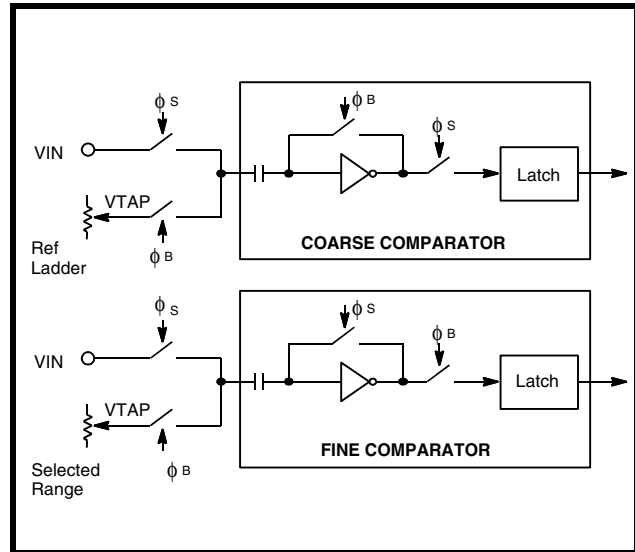 ϕ S
VIN
ϕ B
ϕ S
Latch
VTAP
Ref
Ladder
ϕ B
COARSE COMPARATOR
ϕ S
VIN
ϕ S
ϕ B
Latch
VTAP
Selected
Range
ϕ B
FINE COMPARATOR